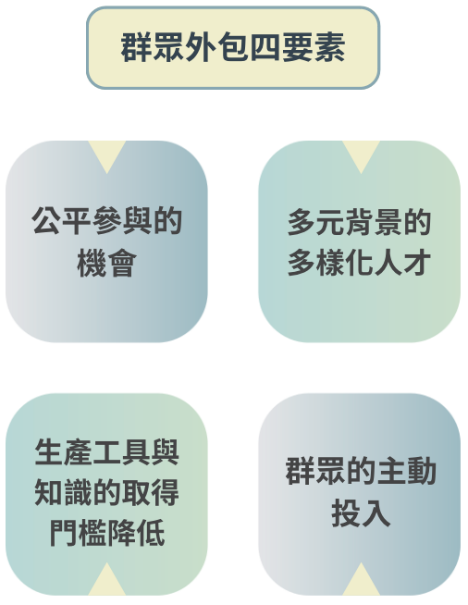 群眾外包四要素
公平參與的
機會
多元背景的
多樣化人才
生產工具與
知識的取得
門檻降低
群眾的主動
投入